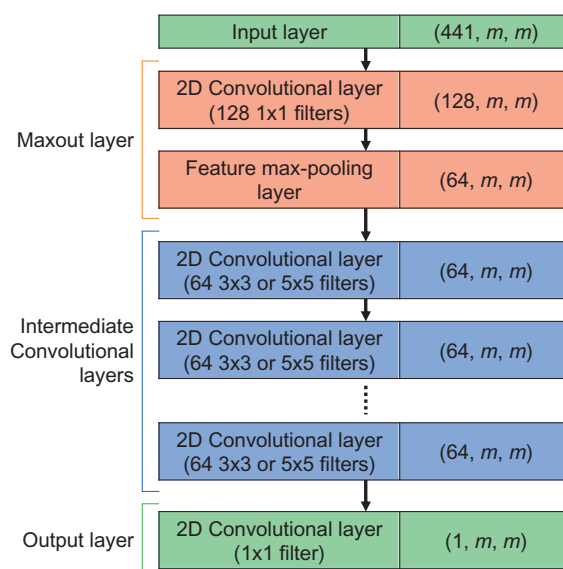 Input layer (441, m, m)
Maxout layer
2D Convolutional layer
(128 1x1 filters)
(128, m, m)
Feature max-pooling
layer
(64, m, m)
Intermediate
Convolutional
layers
2D Convolutional layer
(64 3x3 or 5x5 filters)
(64, m, m)
2D Convolutional layer
(64 3x3 or 5x5 filters)
(64, m, m)
2D Convolutional layer
(64 3x3 or 5x5 filters)
(64, m, m)
Output layer
2D Convolutional layer
(1x1 filter)
(1, m, m)